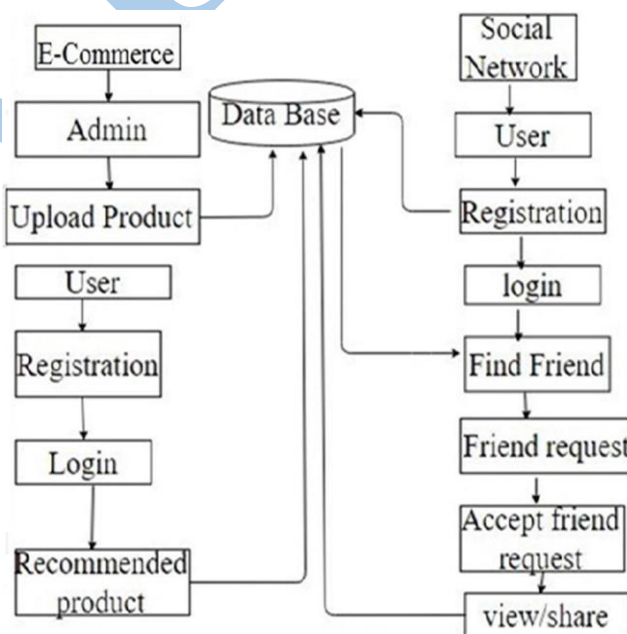 E-Commerce
Admin
Upload Product
User
Registration
Login
Recommended
product
Data Base
Social
Network
User
Registration
login
Find Friend
Friend request
Accept friend
request
view/share